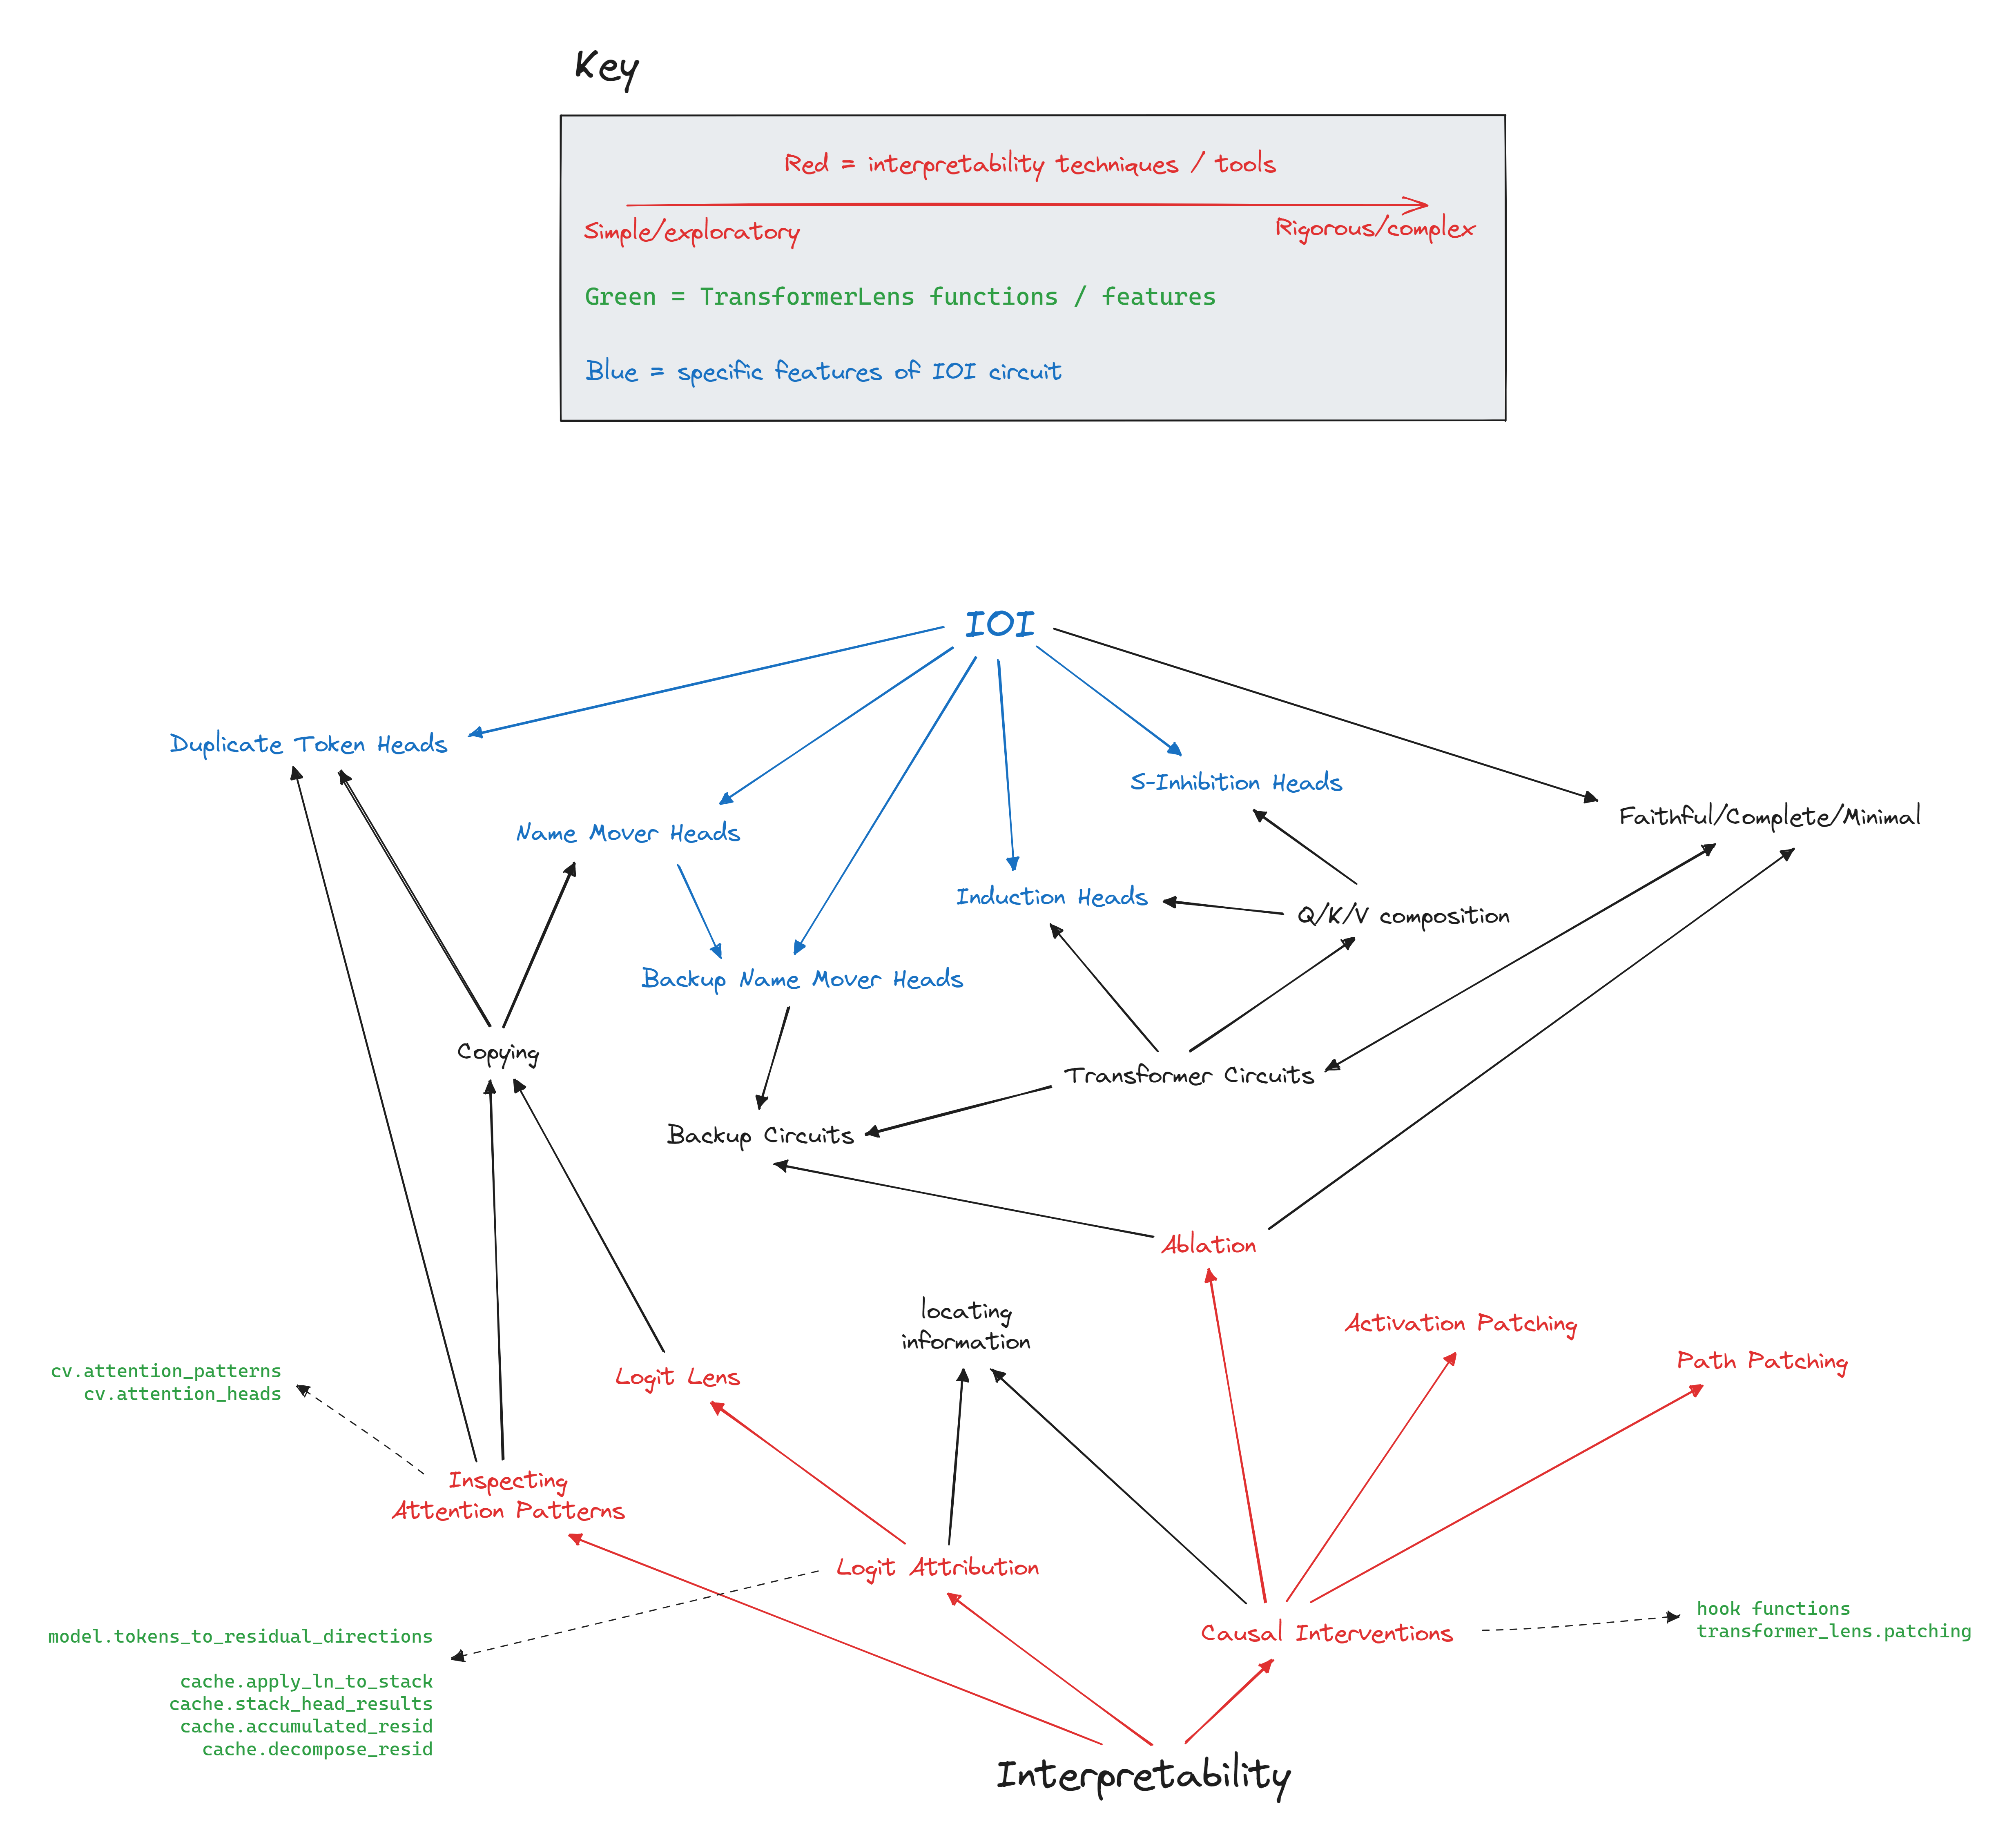 Key
Red = interpretability techniques / tools
Simple/exploratory
Rigorous/complex
Green = TransformerLens functions / features
Blue = specific features of IOI circuit
IOI
Duplicate Token Heads
S-Inhibition Heads
Faithful/Complete/Minimal
Name Mover Heads
Induction Heads
Q/K/V composition
Backup Name Mover Heads
Copying
Transformer Circuits
Backup Circuits
Ablation
locating
information
Activation Patching
Path Patching
Logit Lens
cv.attention_patterns
cv.attention_heads
Inspecting
Attention Patterns
Logit Attribution
hook functions
transformer_lens.patching
Causal Interventions
model.tokens_to_residual_directions
cache.apply_ln_to_stack
cache.stack_head_results
cache.accumulated_resid
cache.decompose_resid
Interpretability